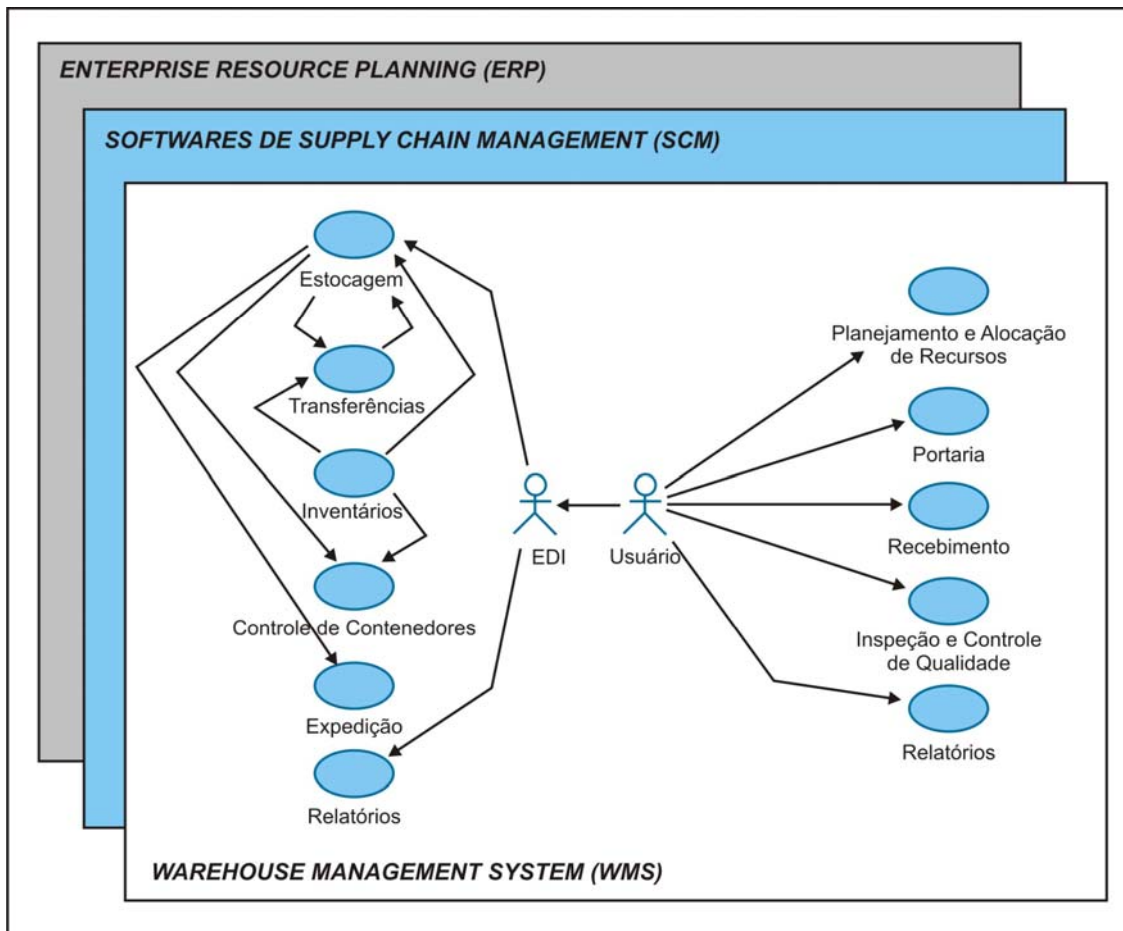 ENTERPRISE RESOURCE PLANNING (ERP)
SOFTWARES DE SUPPLY CHAIN MANAGEMENT (SCM)
Estocagem
Transferências
Inventários
Controle de Contenedores
Expedição
Relatórios
EDI
Usuário
Planejamento e Alocação
de Recursos
Portaria
Recebimento
Inspeção e Controle
de Qualidade
Relatórios
WAREHOUSE MANAGEMENT SYSTEM (WMS)